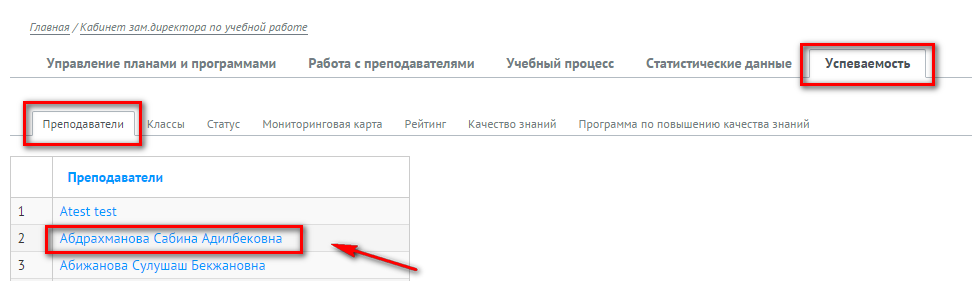 Главная / Кабинет зам.директора по учебной работе
Управление планами и программами Работа с преподавателями Учебный процесс Статистические данные Успеваемость
Преподаватели Классы Статус Мониторинговая карта Рейтинг Качество знаний Программа по повышению качества знаний
Преподаватели
1 Atest test
2 Абдрахманова Сабина Адилбековна
3 Абижанова Сулушаш Бекжановна